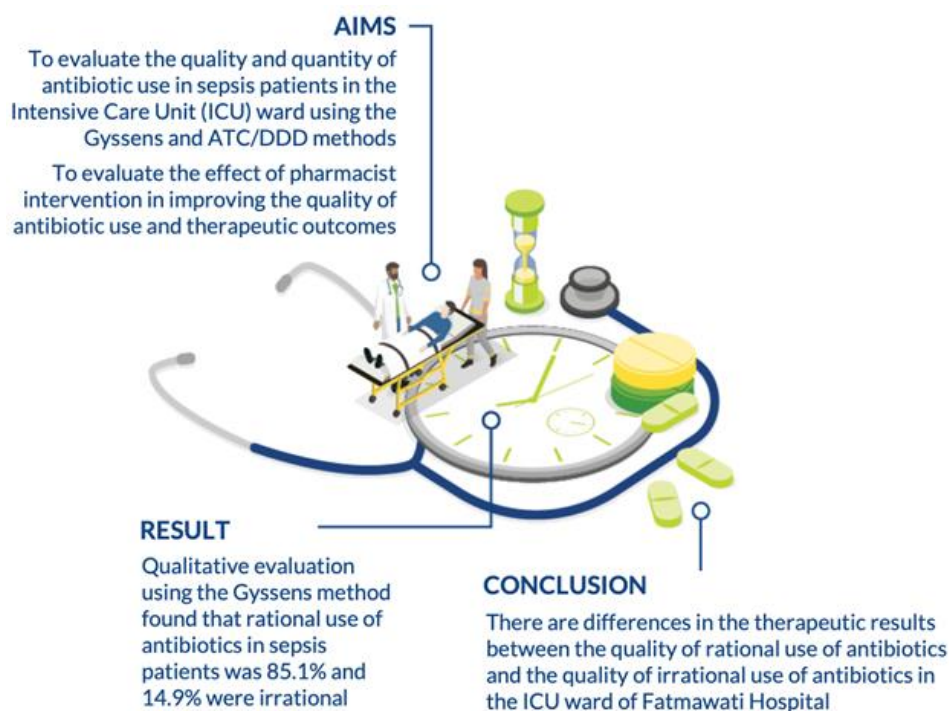 AIMS
To evaluate the quality and quantity of
antibiotic use in sepsis patients in the
Intensive Care Unit (ICU) ward using the
Gyssens and ATC/DDD methods
To evaluate the effect of pharmacist
intervention in improving the quality of
antibiotic use and therapeutic outcomes
RESULT
Qualitative evaluation
using the Gyssens method
found that rational use of
antibiotics in sepsis
patients was 85.1% and
14.9% were irrational
CONCLUSION
There are differences in the therapeutic results
between the quality of rational use of antibiotics
and the quality of irrational use of antibiotics in
the ICU ward of Fatmawati Hospital